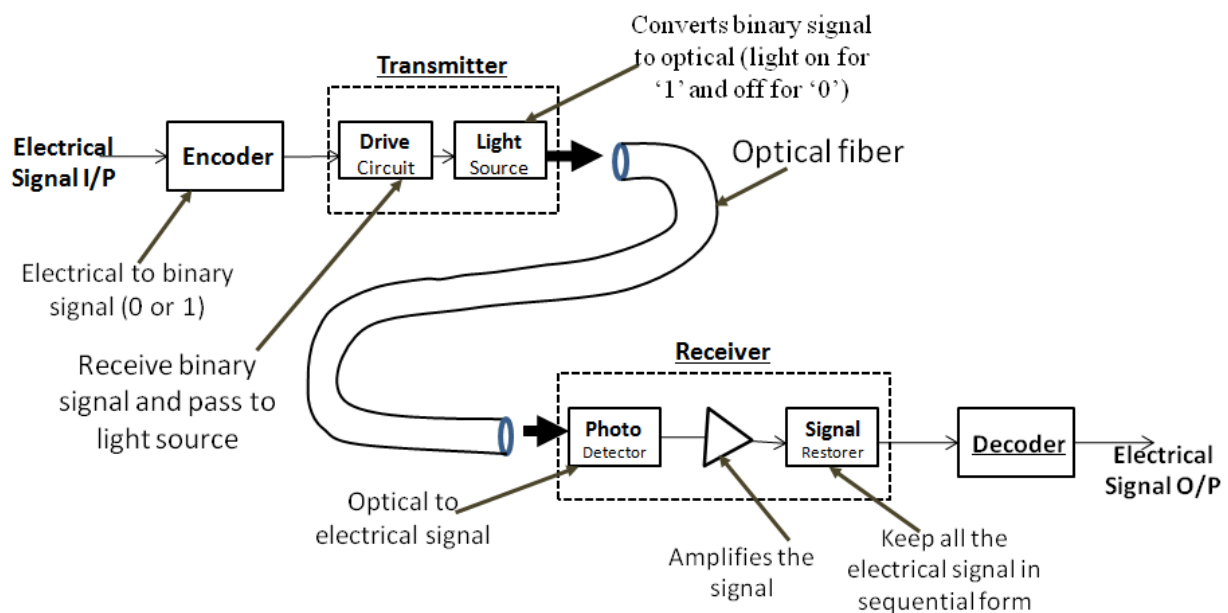 Converts binary signal
to optical (light on for
‘1’ and off for ‘0’)
Transmitter
Electrical
Signal I/P
Encoder
Drive
Circuit
Light
Source
Optical fiber
Electrical to binary
signal (0 or 1)
Receive binary
signal and pass to
light source
Receiver
Photo
Detector
Signal
Restorer
Decoder
Electrical
Signal O/P
Optical to
electrical signal
Amplifies the
signal
Keep all the
electrical signal in
sequential form